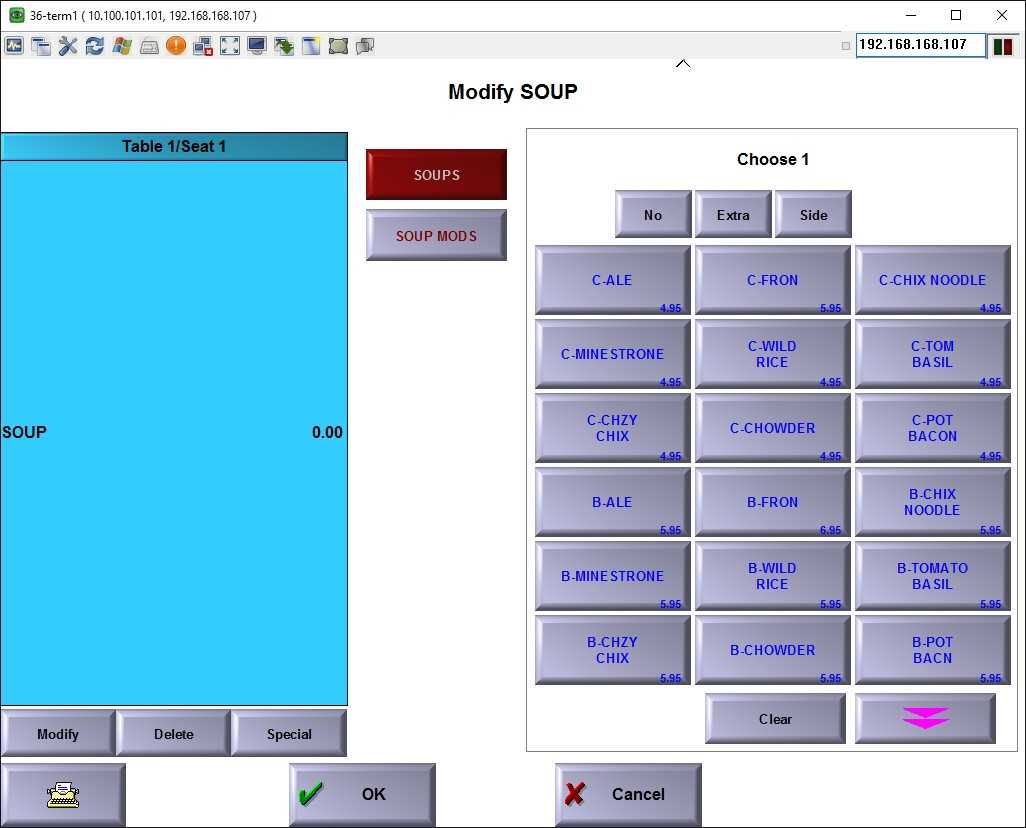 36-term1 ( 10.100.101.101, 192.168.168.107 )
192.168.168.107
Modify SOUP
Table 1/Seat 1
SOUP 0.00
Modify Delete Special
SOUPS
SOUP MODS
Choose 1
No Extra Side
C-ALE
4.95
C-FRON
5.95
C-CHIX NOODLE
4.95
C-MINESTRONE
4.95
C-WILD
RICE
4.95
C-TOM
BASIL
4.95
C-CHZY
CHIX
4.95
C-CHOWDER
4.95
C-POT
BACON
4.95
B-ALE
5.95
B-FRON
6.95
B-CHIX
NOODLE
5.95
B-MINESTRONE
5.95
B-WILD
RICE
5.95
B-TOMATO
BASIL
5.95
B-CHZY
CHIX
5.95
B-CHOWDER
5.95
B-POT
BACN
5.95
Clear
OK
Cancel